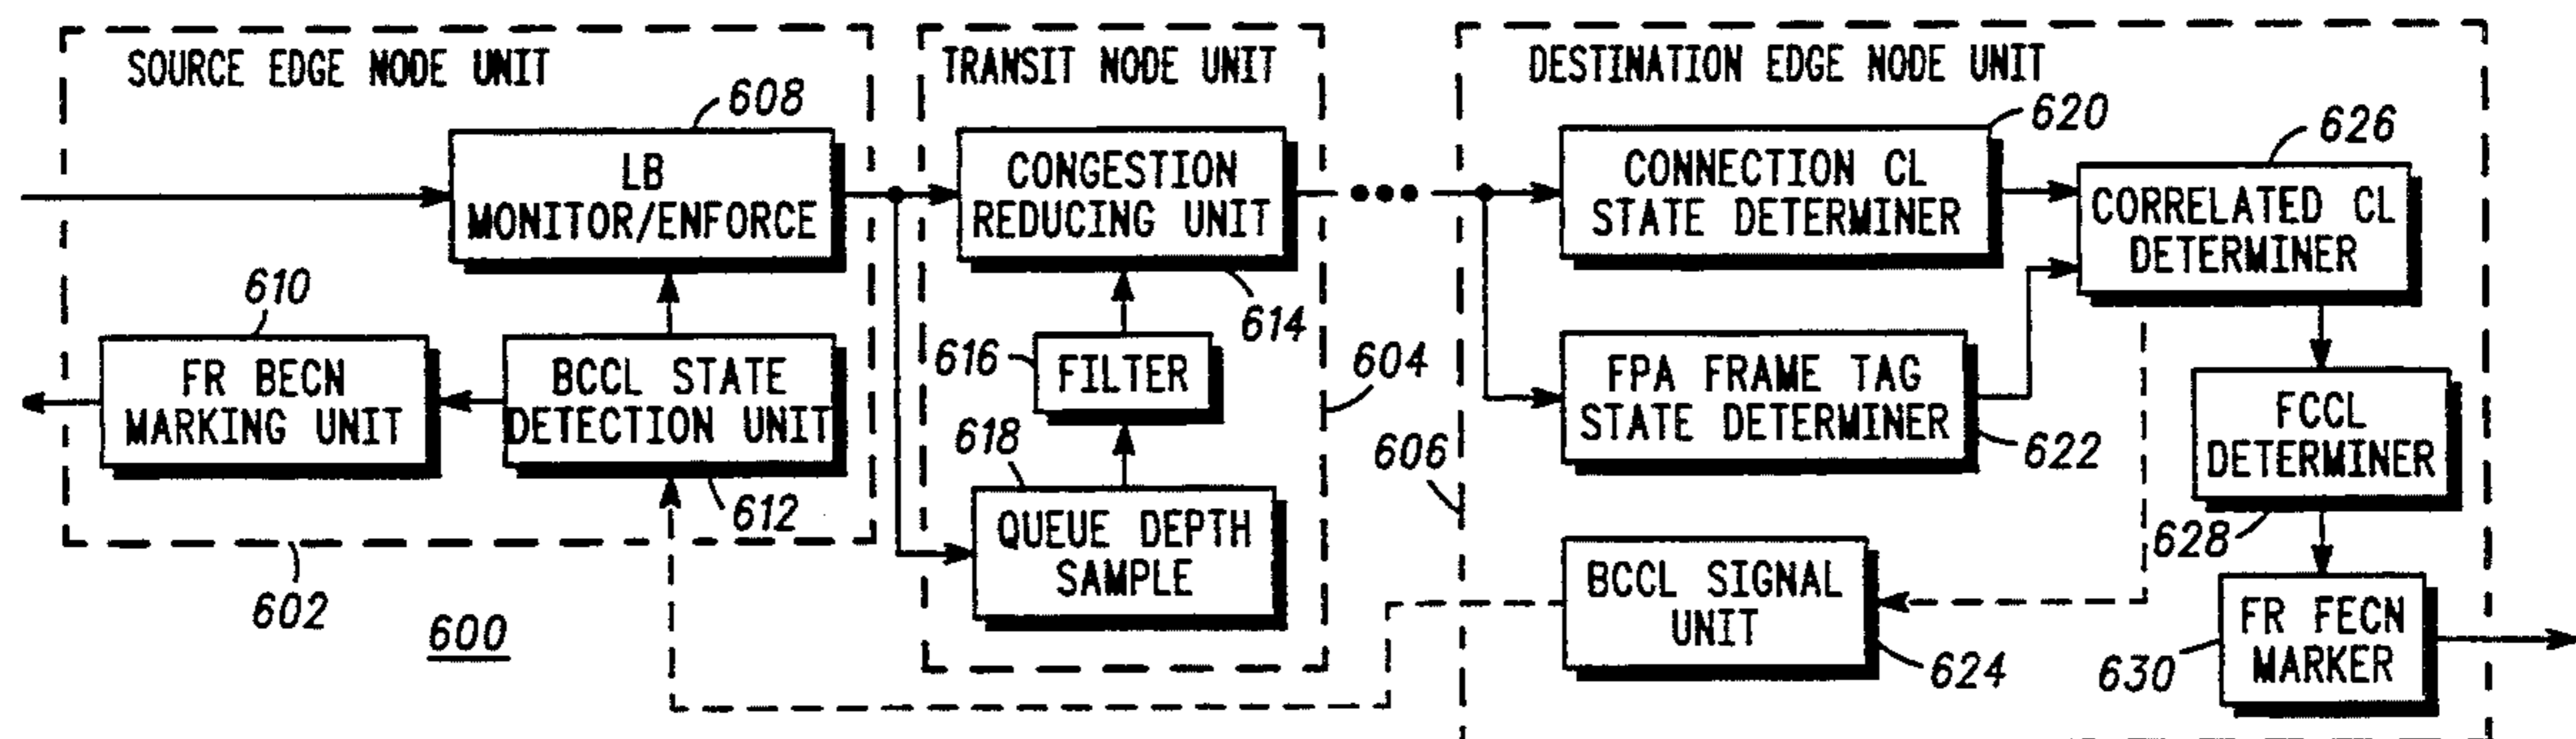 SOURCE EDGE NODE UNIT
608
LB
MONITOR/ENFORCE
610
FR BECN
MARKING UNIT
BCCL STATE
DETECTION UNIT
612
602
600
TRANSIT NODE UNIT
CONGESTION
REDUCING UNIT
614
616
FILTER
604
618
QUEUE DEPTH
SAMPLE
DESTINATION EDGE NODE UNIT
620
CONNECTION CL
STATE DETERMINER
626
CORRELATED CL
DETERMINER
FPA FRAME TAG
STATE DETERMINER
622
606
FCCL
DETERMINER
628
BCCL SIGNAL
UNIT
624
FR FECN
MARKER
630